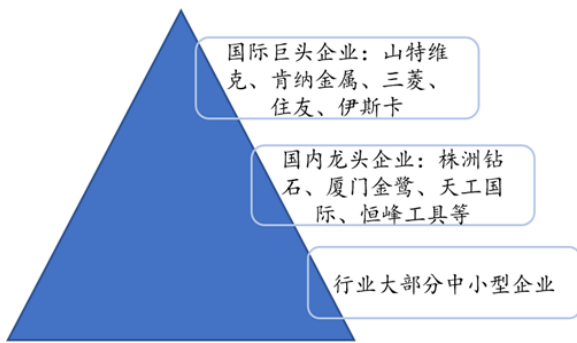 国际巨头企业：山特维
克、肯纳金属、三菱、
住友、伊斯卡
国内龙头企业：株洲钻
石、厦门金鹭、天工国
际、恒峰工具等
行业大部分中小型企业